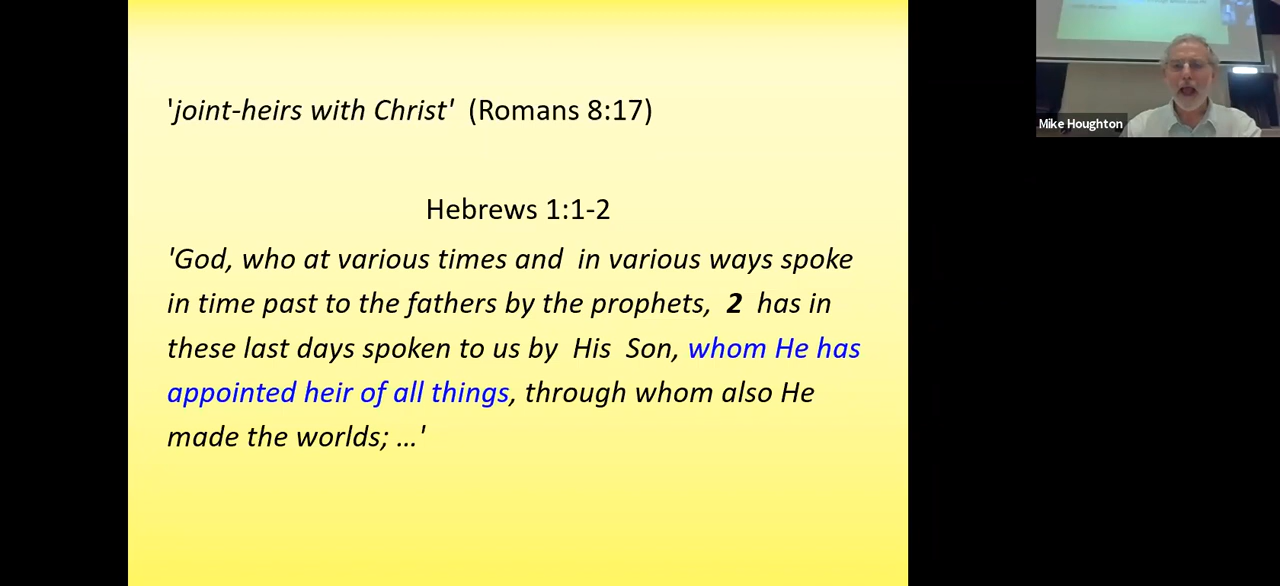 'joint-heirs with Christ' (Romans 8:17)
Hebrews 1:1-2
'God, who at various times and in various ways spoke
in time past to the fathers by the prophets, 2 has in
these last days spoken to us by His Son, whom He has
appointed heir of all things, through whom also He
made the worlds; ...'
Mike Houghton